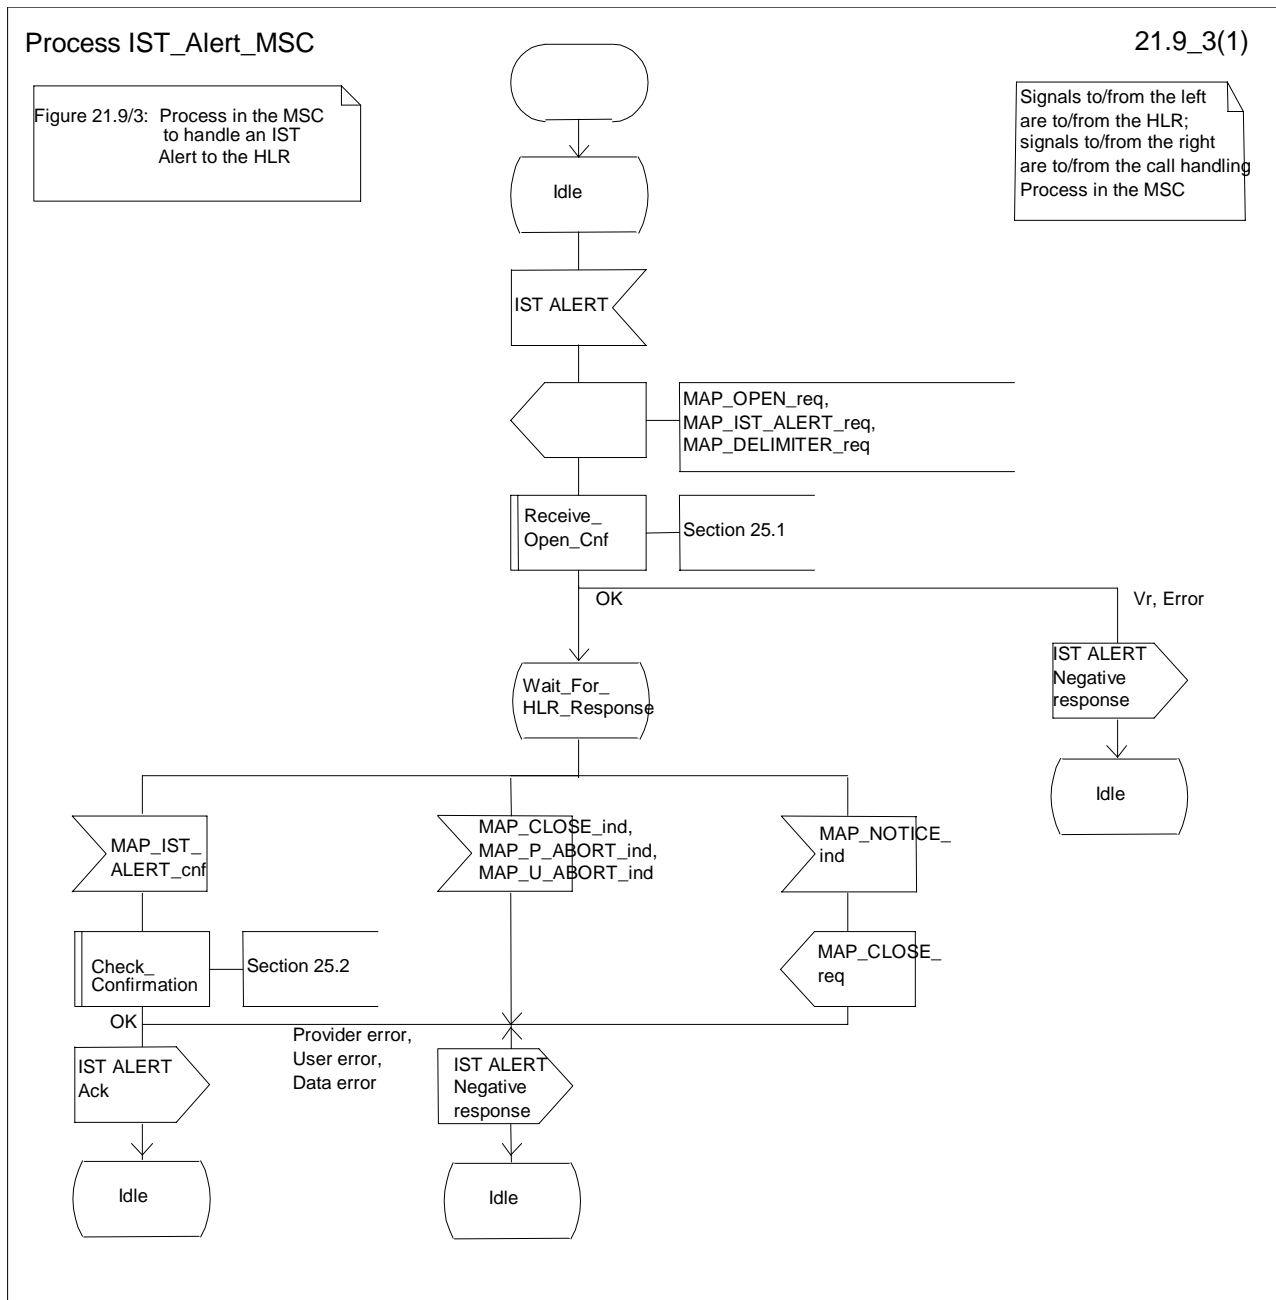 Process IST_Alert_MSC
21.9_3(1)
Figure 21.9/3: Process in the MSC
to handle an IST
Alert to the HLR
Signals to/from the left
are to/from the HLR;
signals to/from the right
are to/from the call handling
Process in the MSC
Idle
IST ALERT
MAP_OPEN_req,
MAP_IST_ALERT_req,
MAP_DELIMITER_req
Receive_
Open_Cnf
Section 25.1
OK
Vr, Error
IST ALERT
Negative
response
Idle
Wait_For_
HLR_Response
MAP_IST_
ALERT_cnf
MAP_CLOSE_ind,
MAP_P_ABORT_ind,
MAP_U_ABORT_ind
MAP_NOTICE_
ind
Check_
Confirmation
Section 25.2
MAP_CLOSE_
req
OK
Provider error,
User error,
Data error
IST ALERT
Ack
IST ALERT
Negative
response
Idle
Idle